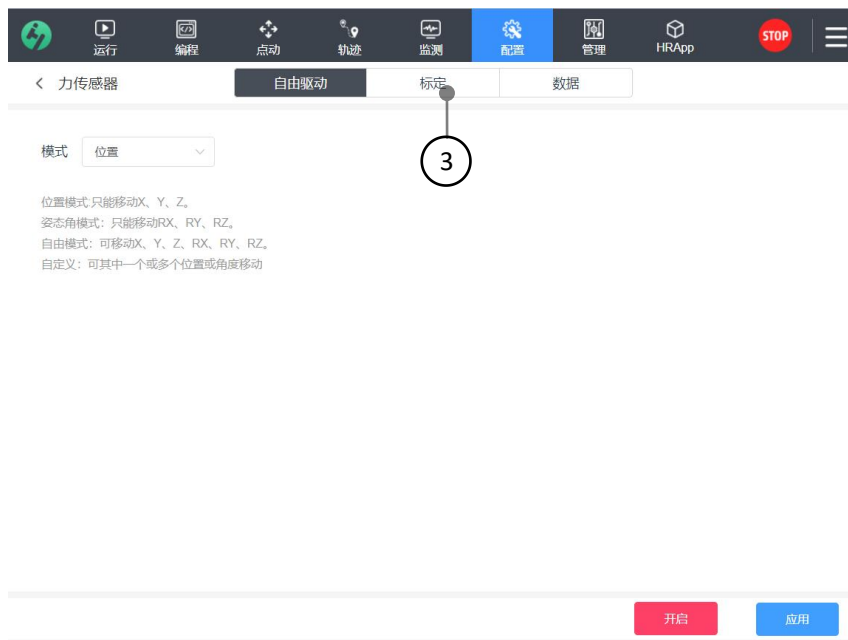 运行 编程 点动 轨迹 监测 配置 管理 HRApp STOP
力传感器 自由驱动 标定 数据
3
模式 位置
位置模式:只能移动X、Y、Z。
姿态角模式：只能移动RX、RY、RZ。
自由模式：可移动X、Y、Z、RX、RY、RZ。
自定义：可其中一个或多个位置或角度移动
开启 应用